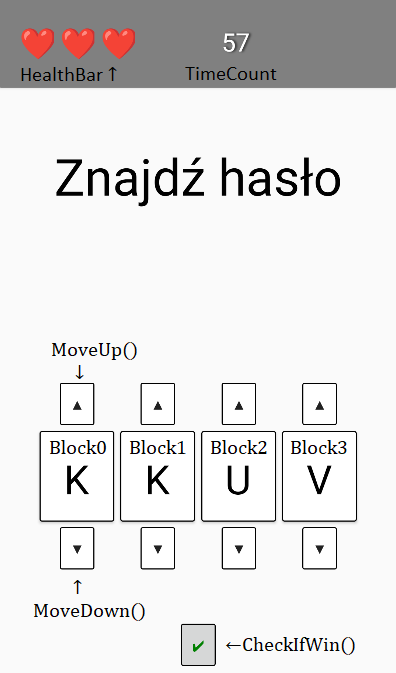 57
HealthBar↑ TimeCount
Znajdź hasło
MoveUp()
↓
▲ ▲ ▲ ▲
Block0 Block1 Block2 Block3
K K U V
▼ ▼ ▼ ▼
↑
MoveDown()
✔ ←CheckIfWin()